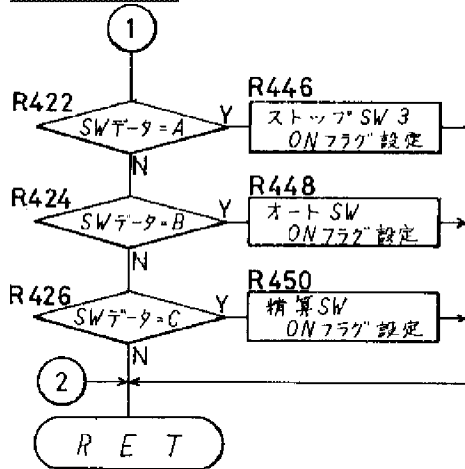 1
R422
SWデータ=A
Y
N
R446
ストップSW 3
ONフラグ設定
R424
SWデータ=B
Y
N
R448
オートSW
ONフラグ設定
R426
SWデータ=C
Y
N
R450
精算SW
ONフラグ設定
2
RET